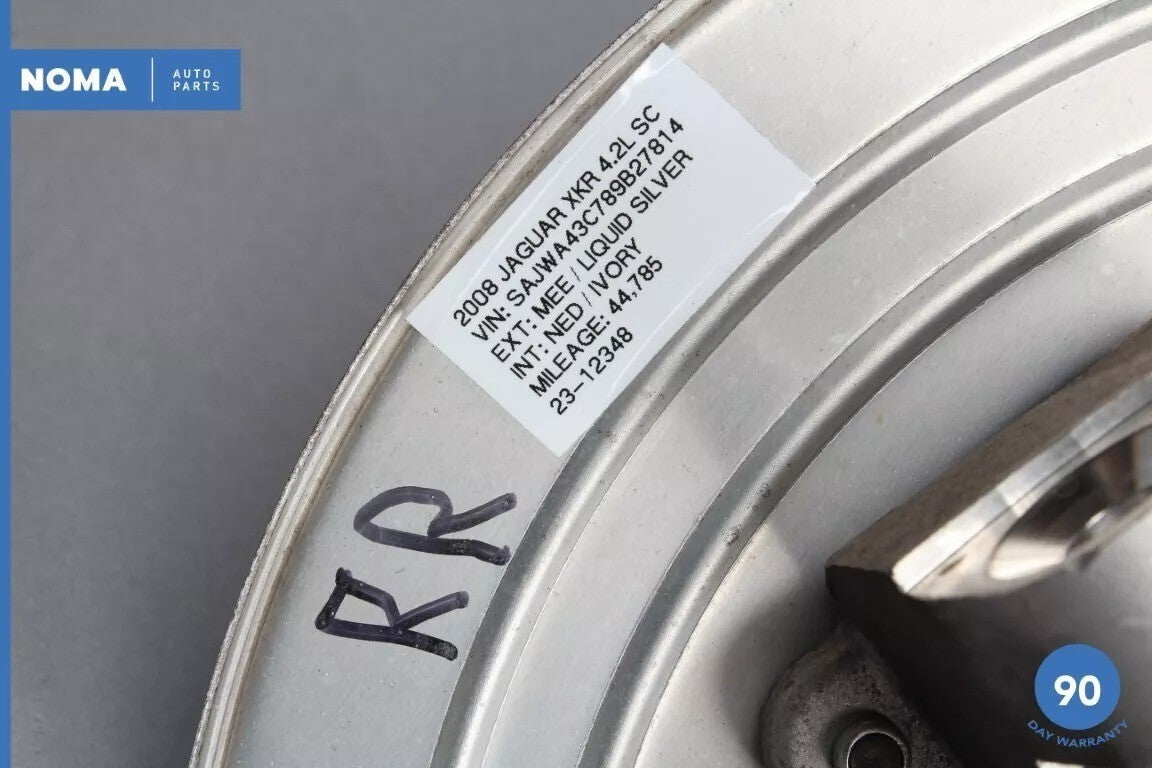 NOMA
AUTO
PARTS
2008 JAGUAR XKR 4.2L SC
VIN: SAJWA43C789B27814
EXT: MEE / LIQUID SILVER
INT: NED / IVORY
MILEAGE: 44,785
23-12348
RR
90
DAY WARRANTY